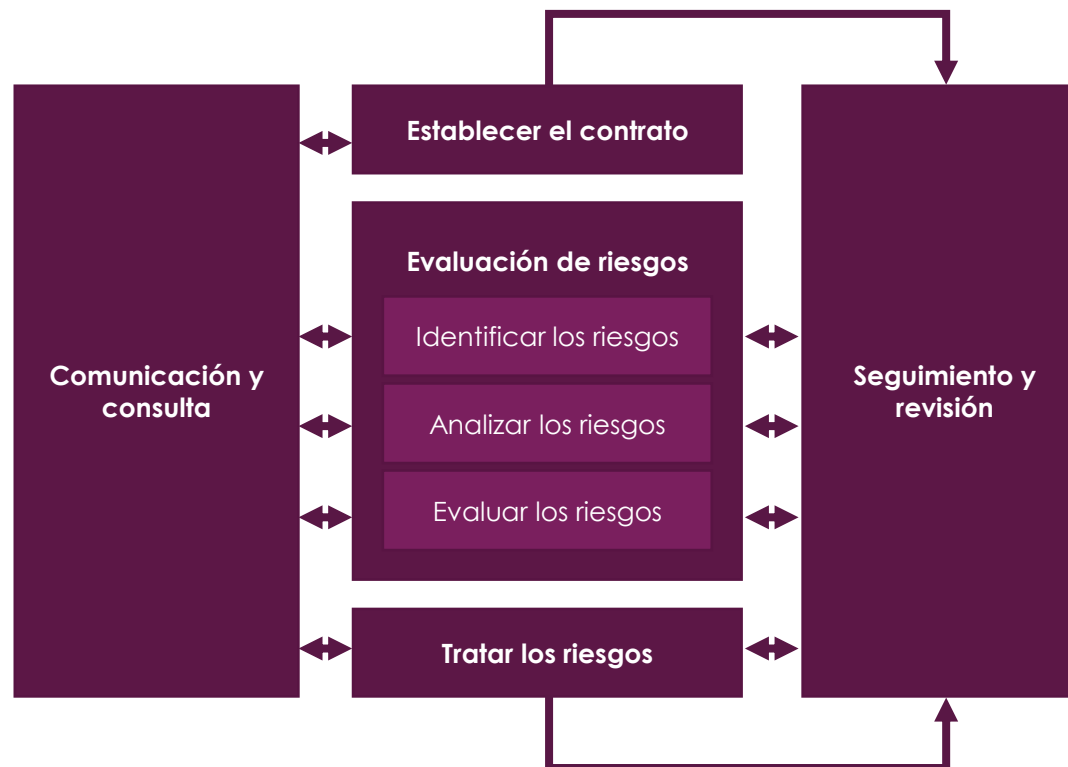 Establecer el contrato
Evaluación de riesgos
Identificar los riesgos
Comunicación y
consulta
Seguimiento y
revisión
Analizar los riesgos
Evaluar los riesgos
Tratar los riesgos